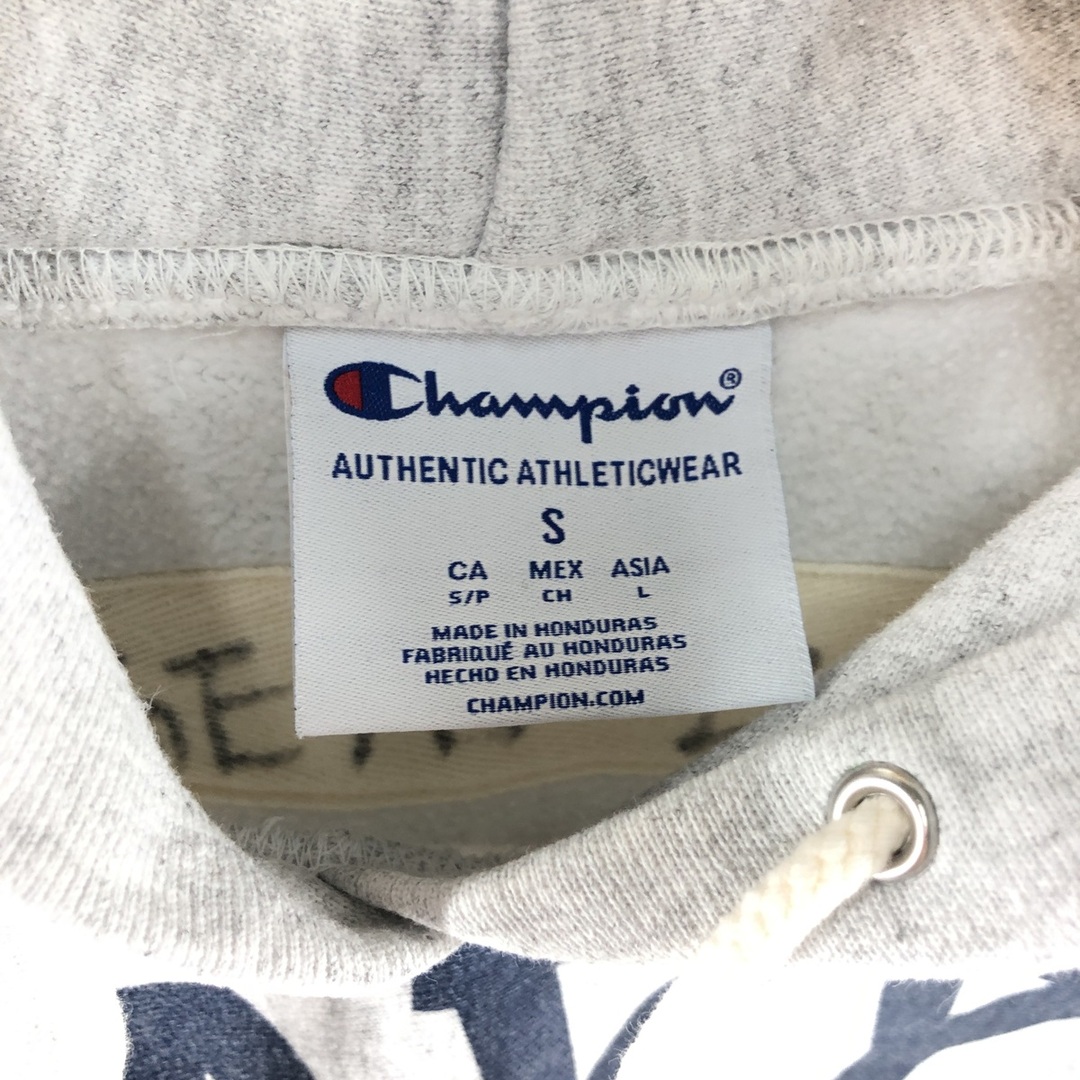 Champion®
AUTHENTIC ATHLETICWEAR
S
CA MEX ASIA
S/P CH L
MADE IN HONDURAS
FABRIQUÉ AU HONDURAS
HECHO EN HONDURAS
CHAMPION.COM